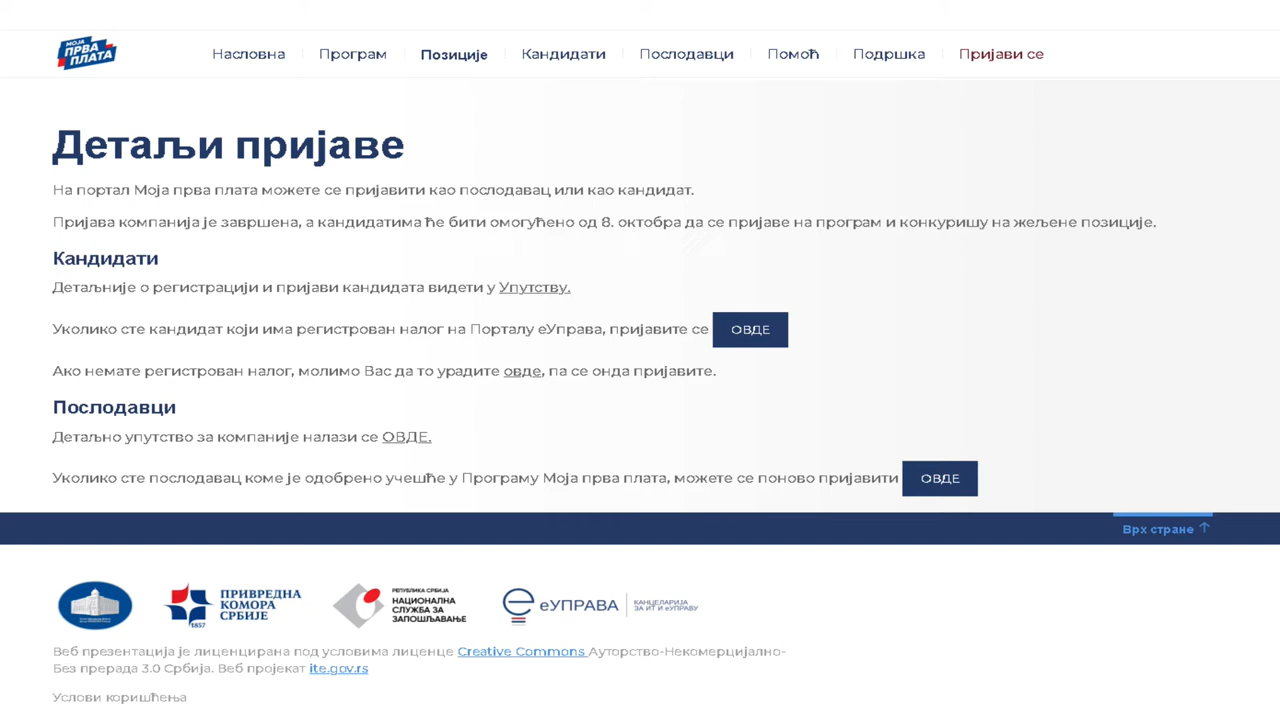 МОЈА
ПРВА
ПЛАТА
Насловна
Програм
Позиције
Кандидати
Послодавци
Помоћ
Подршка
Пријави се
Детаљи пријаве
На портал Моја прва плата можете се пријавити као послодавац или као кандидат.
Пријава компанија је завршена, а кандидатима ће бити омогућено од 8. октобра да се пријаве на програм и конкуришу на жељене позиције.
Кандидати
Детаљније о регистрацији и пријави кандидата видети у Упутству.
Уколико сте кандидат који има регистрован налог на Порталу еУправа, пријавите се ОВДЕ
Ако немате регистрован налог, молимо Вас да то урадите овде, па се онда пријавите.
Послодавци
Детаљно упутство за компаније налази се ОВДЕ.
Уколико сте послодавац коме је одобрено учешће у Програму Моја прва плата, можете се поново пријавити ОВДЕ
Врх стране ↑
ПРИВРЕДНА
КОМОРА
СРБИЈЕ
1857
РЕПУБЛИКА СРБИЈА
НАЦИОНАЛНА
СЛУЖБА ЗА
ЗАПОШЉАВАЊЕ
еУПРАВА
КАНЦЕЛАРИЈА
ЗА ИТ И еУПРАВУ
Веб презентација је лиценцирана под условима лиценце Creative Commons Ауторство-Некомерцијално-
Без прерада 3.0 Србија. Веб пројекат ite.gov.rs
Услови коришћења